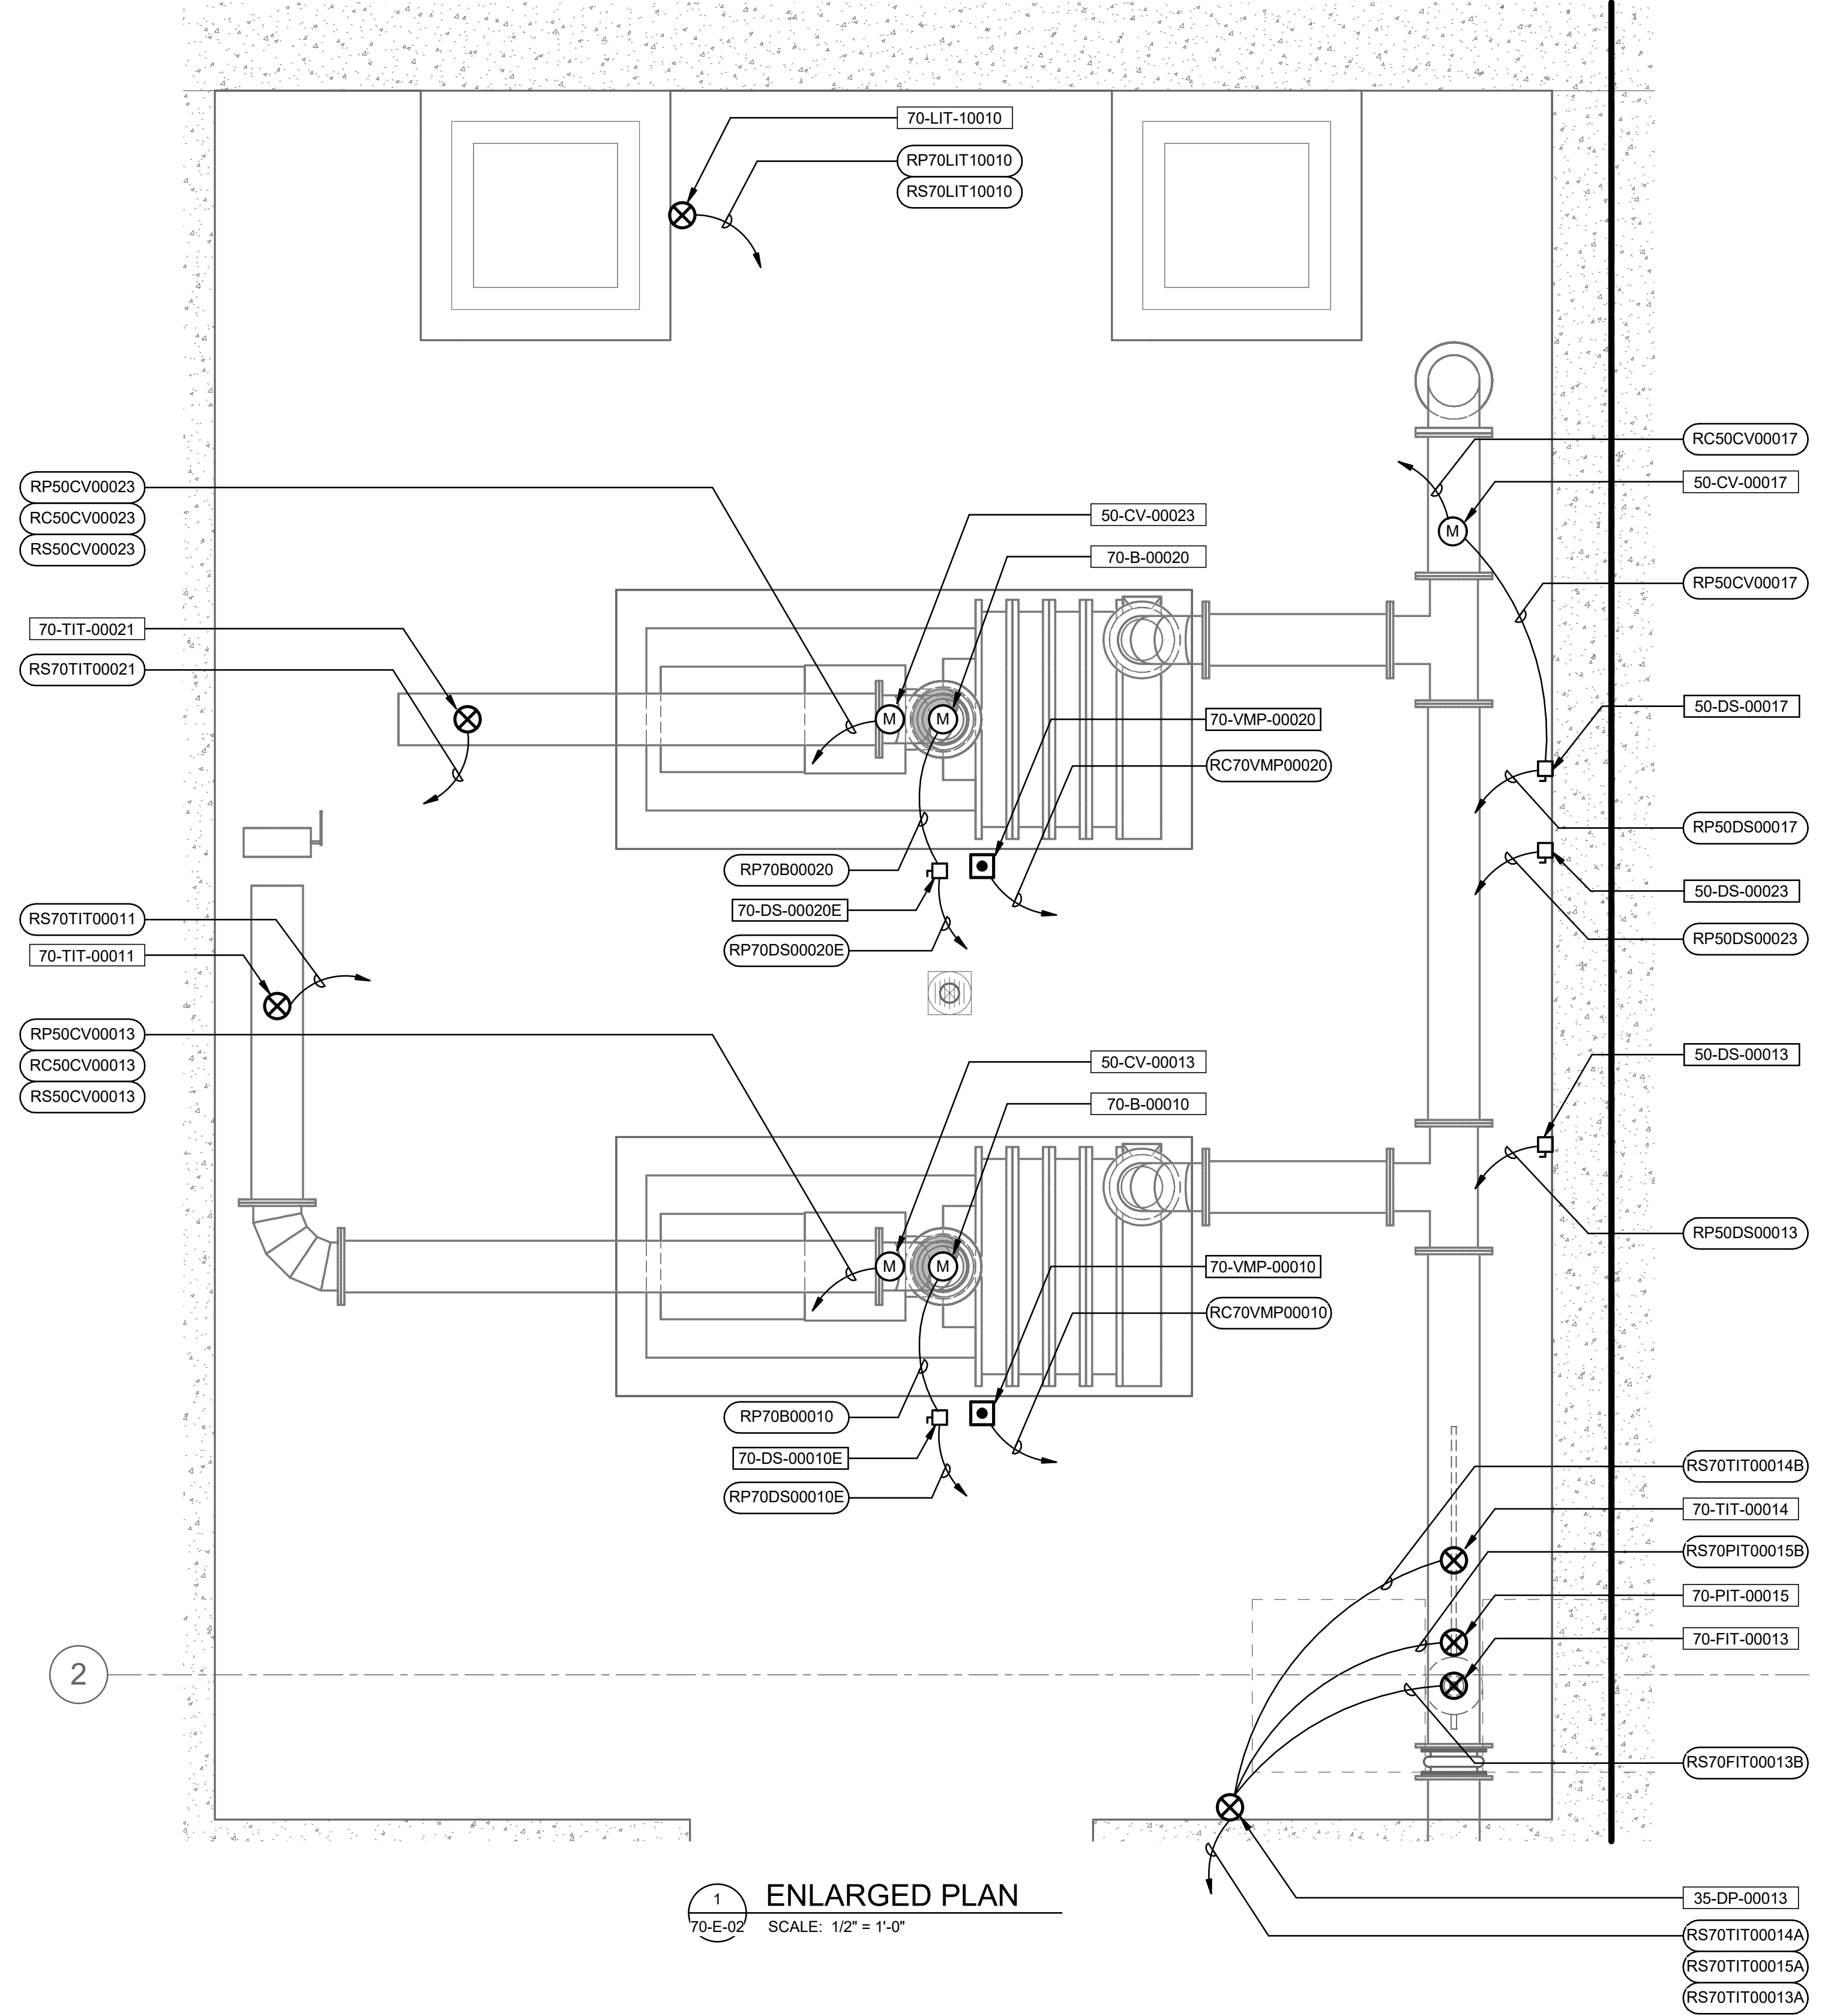 70-LIT-10010
RP70LIT10010
RS70LIT10010
RC50CV00017
50-CV-00017
M
RP50CV00017
RP50CV00023
RC50CV00023
RS50CV00023
50-CV-00023
70-B-00020
70-TIT-00021
RS70TIT00021
M
M
70-VMP-00020
RC70VMP00020
50-DS-00017
RP50DS00017
RP70B00020
70-DS-00020E
RP70DS00020E
50-DS-00023
RP50DS00023
RS70TIT00011
70-TIT-00011
RP50CV00013
RC50CV00013
RS50CV00013
50-CV-00013
70-B-00010
50-DS-00013
RP50DS00013
M
M
70-VMP-00010
RC70VMP00010
RP70B00010
70-DS-00010E
RP70DS00010E
RS70TIT00014B
70-TIT-00014
RS70PIT00015B
70-PIT-00015
70-FIT-00013
2
RS70FIT00013B
1
70-E-02
ENLARGED PLAN
SCALE: 1/2" = 1'-0"
35-DP-00013
RS70TIT00014A
RS70TIT00015A
RS70TIT00013A